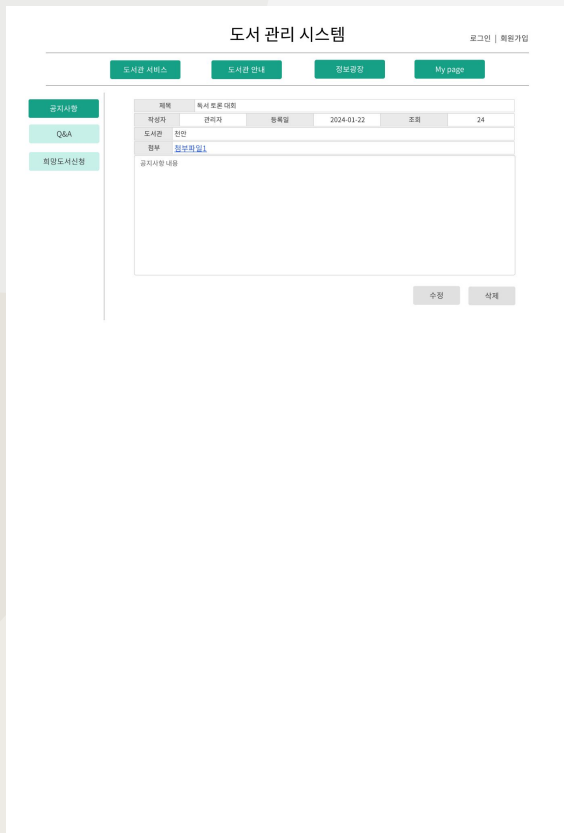 도서 관리 시스템
로그인 | 회원가입
도서관 서비스 도서관 안내 정보광장 My page
공지사항
Q&A
희망도서신청
제목 독서 토론 대회
작성자 관리자 등록일 2024-01-22 조회 24
도서관 천안
첨부 첨부파일1
공지사항 내용
수정 삭제